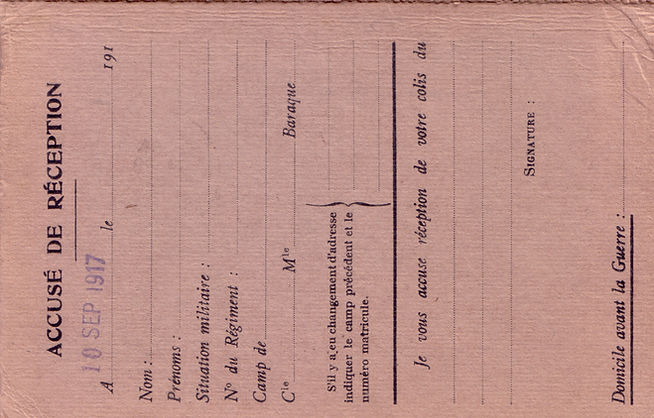 ACCUSÉ DE RÉCEPTION
10 SEP 1917
A le 191
Nom :
Prénoms :
Situation militaire :
N° du Régiment :
Camp de
Cie Mle Baraque
S'il y a eu changement d'adresse
indiquer le camp précédent et le
numéro matricule.
Je vous accuse réception de votre colis du
SIGNATURE :
Domicile avant la Guerre :